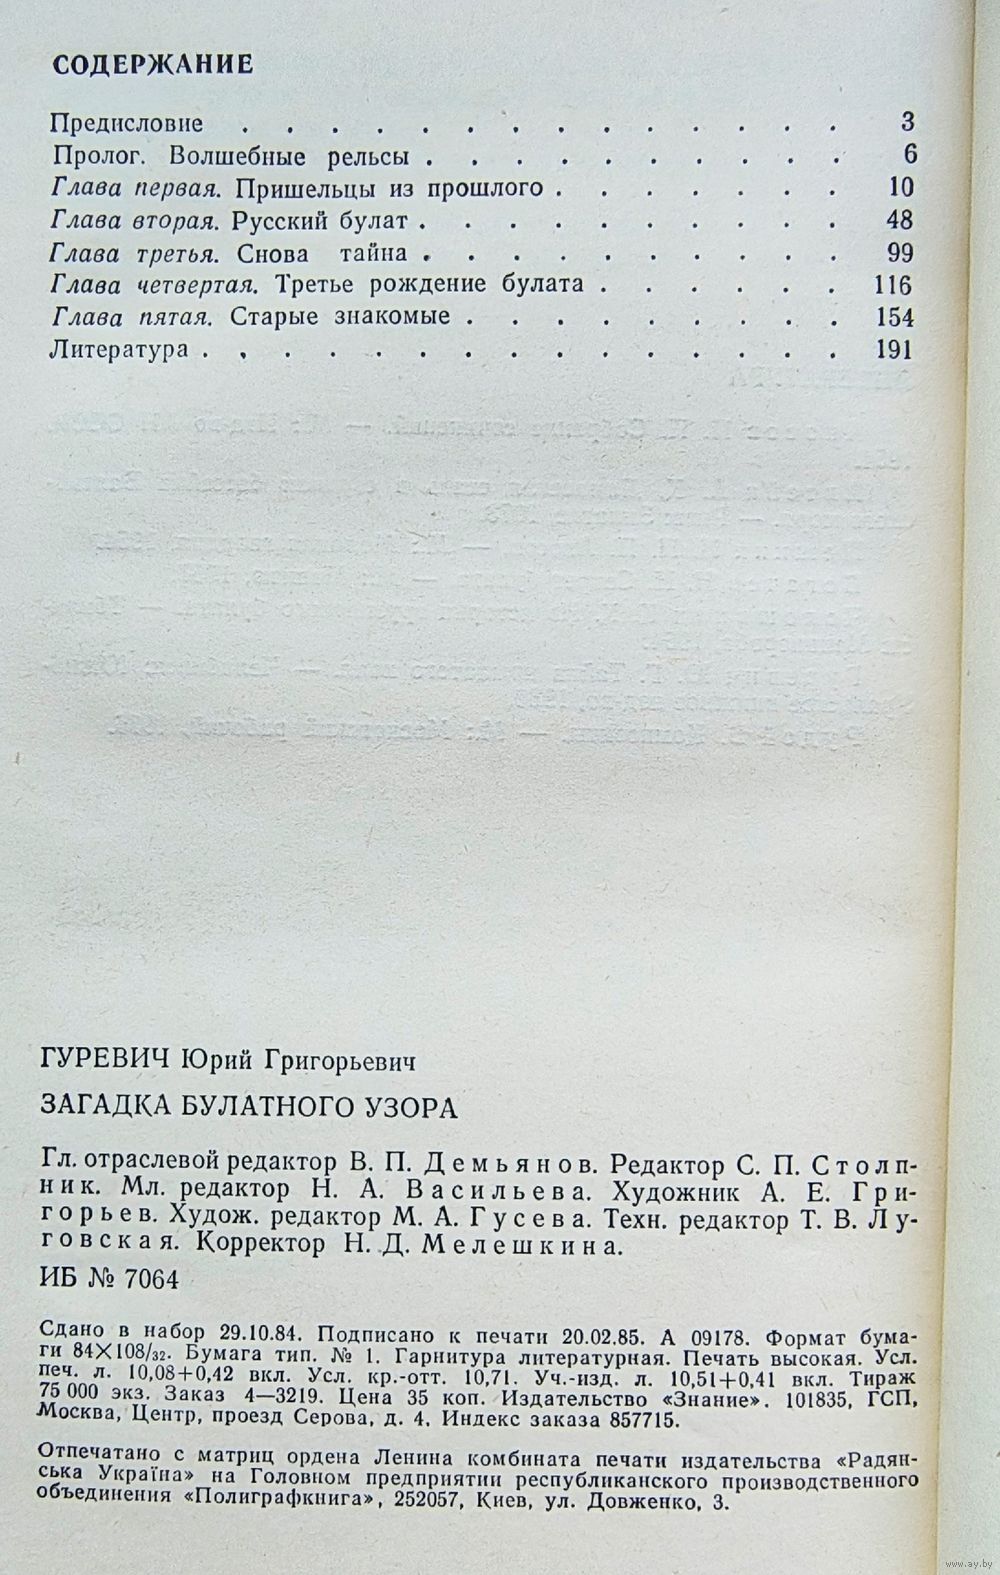 СОДЕРЖАНИЕ
Предисловие . . . . . . . . . . . . . . 3
Пролог. Волшебные рельсы . . . . . . . . . . 6
Глава первая. Пришельцы из прошлого . . . . . . . 10
Глава вторая. Русский булат . . . . . . . . . . 48
Глава третья. Снова тайна . . . . . . . . . . 99
Глава четвертая. Третье рождение булата . . . . . . 116
Глава пятая. Старые знакомые . . . . . . . . . 154
Литература . . . . . . . . . . . . . . . 191
ГУРЕВИЧ Юрий Григорьевич
ЗАГАДКА БУЛАТНОГО УЗОРА
Гл. отраслевой редактор В. П. Демьянов. Редактор С. П. Столп-
ник. Мл. редактор Н. А. Васильева. Художник А. Е. Гри-
горьев. Худож. редактор М. А. Гусева. Техн. редактор Т. В. Лу-
говская. Корректор Н. Д. Мелешкина.
ИБ № 7064
Сдано в набор 29.10.84. Подписано к печати 20.02.85. А 09178. Формат бума-
ги 84×108/32. Бумага тип. № 1. Гарнитура литературная. Печать высокая. Усл.
печ. л. 10,08+0,42 вкл. Усл. кр.-отт. 10,71. Уч.-изд. л. 10,51+0,41 вкл. Тираж
75 000 экз. Заказ 4—3219. Цена 35 коп. Издательство «Знание». 101835, ГСП,
Москва, Центр, проезд Серова, д. 4. Индекс заказа 857715.
Отпечатано с матриц ордена Ленина комбината печати издательства «Радян-
ська Україна» на Головном предприятии республиканского производственного
объединения «Полиграфкнига», 252057, Киев, ул. Довженко, 3.
www.ay.by